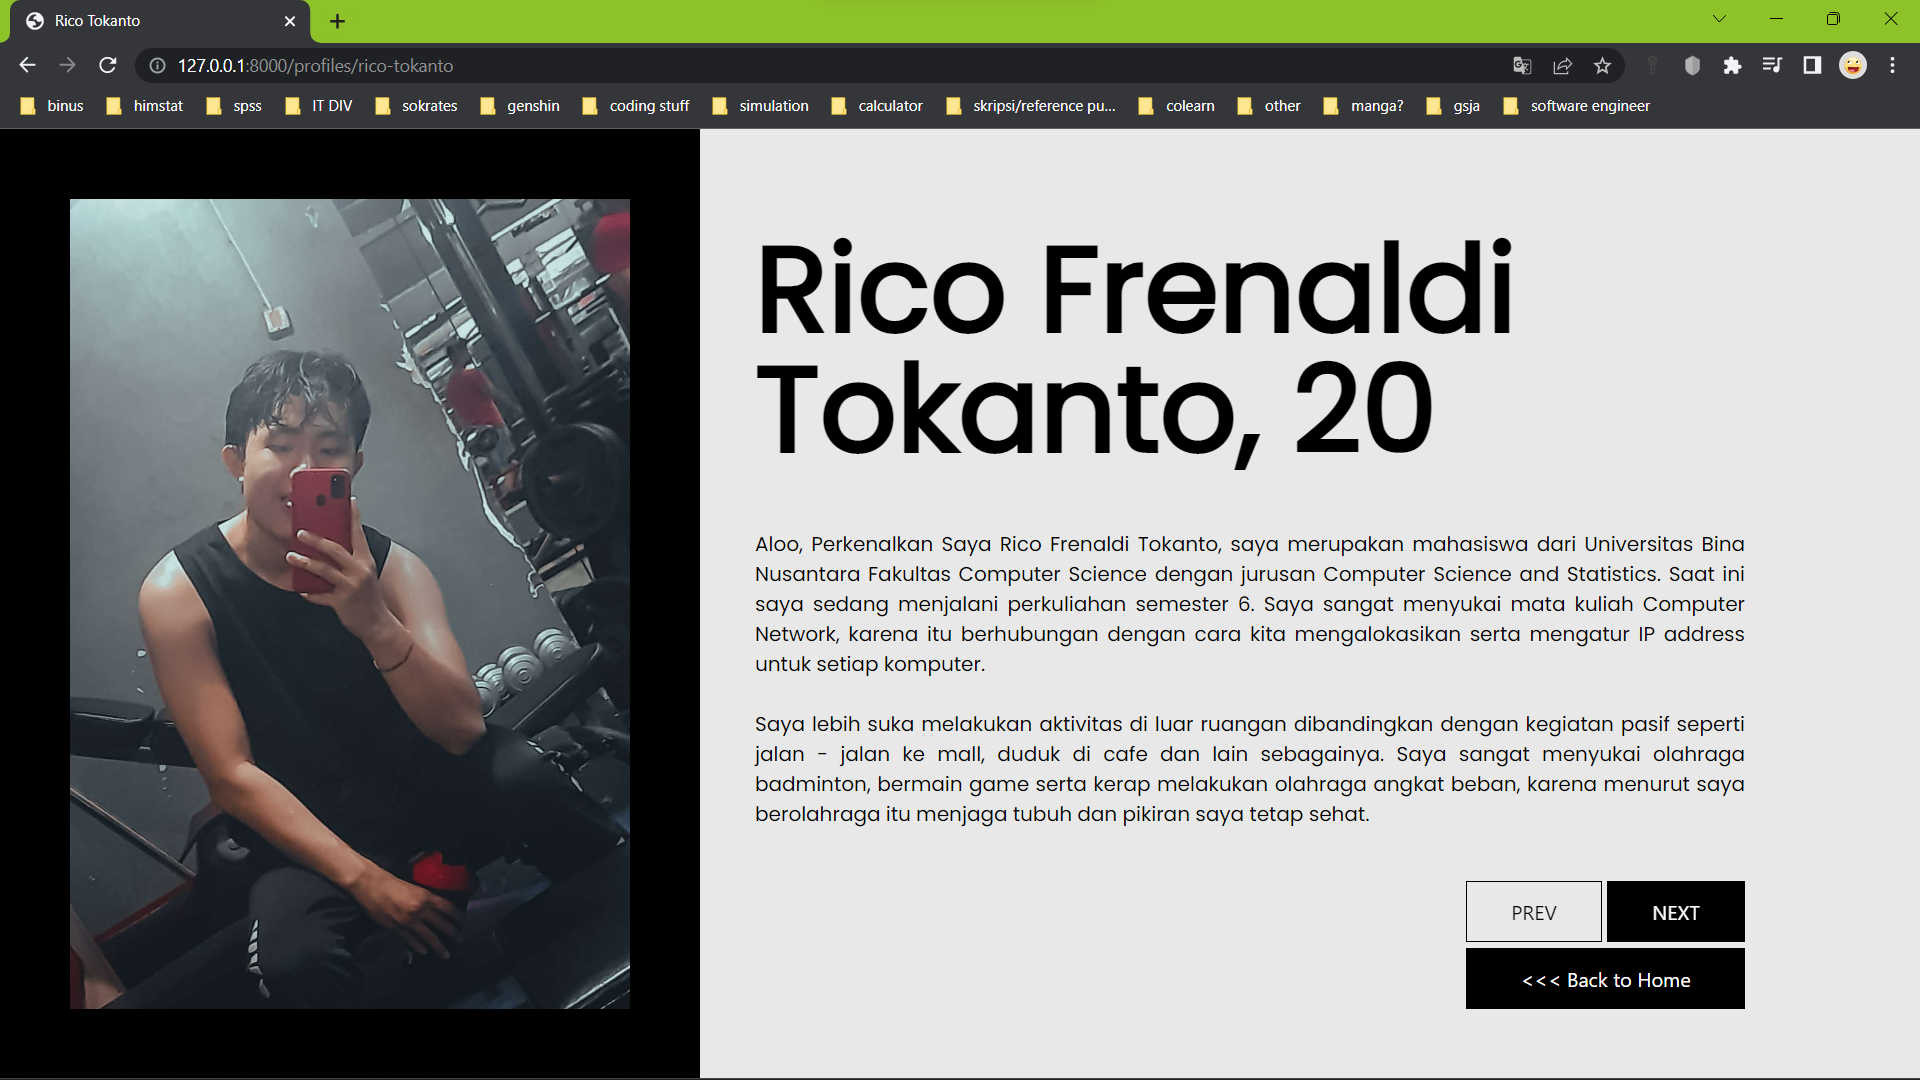 Rico Tokanto
127.0.0.1:8000/profiles/rico-tokanto
binus himstat spss IT DIV sokrates genshin coding stuff simulation calculator skripsi/reference pu... colearn other manga? gsja software engineer
Rico Frenaldi
Tokanto, 20
Aloo, Perkenalkan Saya Rico Frenaldi Tokanto, saya merupakan mahasiswa dari Universitas Bina
Nusantara Fakultas Computer Science dengan jurusan Computer Science and Statistics. Saat ini
saya sedang menjalani perkuliahan semester 6. Saya sangat menyukai mata kuliah Computer
Network, karena itu berhubungan dengan cara kita mengalokasikan serta mengatur IP address
untuk setiap komputer.
Saya lebih suka melakukan aktivitas di luar ruangan dibandingkan dengan kegiatan pasif seperti
jalan - jalan ke mall, duduk di cafe dan lain sebagainya. Saya sangat menyukai olahraga
badminton, bermain game serta kerap melakukan olahraga angkat beban, karena menurut saya
berolahraga itu menjaga tubuh dan pikiran saya tetap sehat.
PREV NEXT
<<< Back to Home